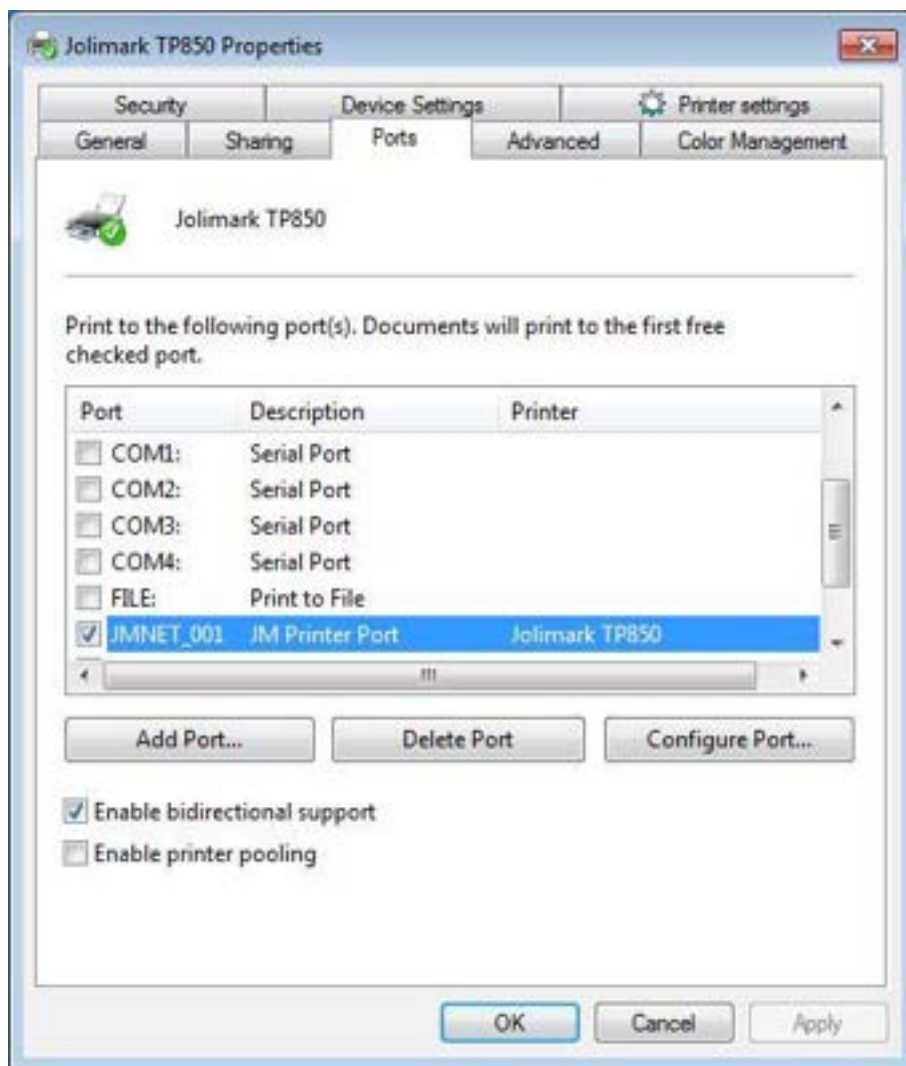 Jolimark TP850 Properties
Security Device Settings Printer settings
General Sharing Ports Advanced Color Management
Jolimark TP850
Print to the following port(s). Documents will print to the first free
checked port.
Port Description Printer
COM1: Serial Port
COM2: Serial Port
COM3: Serial Port
COM4: Serial Port
FILE: Print to File
JMNET_001 JM Printer Port Jolimark TP850
Add Port... Delete Port Configure Port...
Enable bidirectional support
Enable printer pooling
OK Cancel Apply